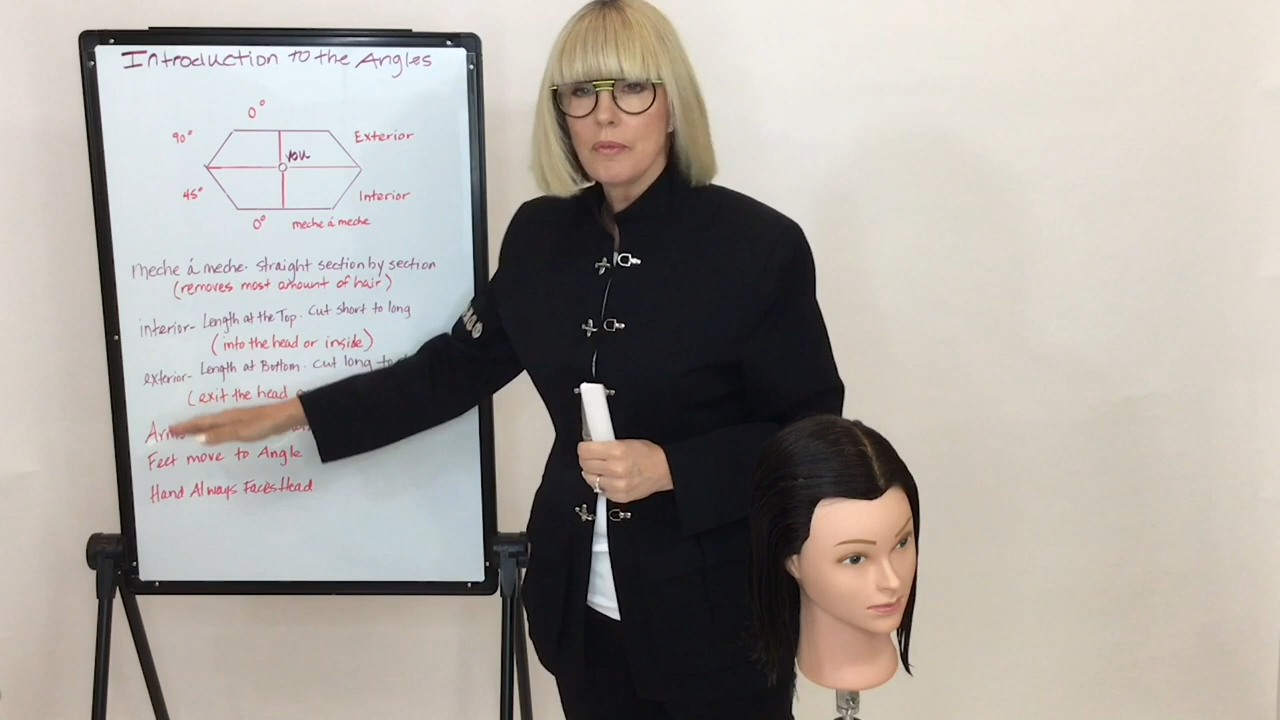 Introduction to the Angles
0°
90°
Exterior
you
45°
Interior
0°
meche á meche
meche á meche- straight section by section
(removes most amount of hair)
interior- Length at the Top. Cut short to long
(into the head or inside)
exterior- Length at Bottom. Cut long to
(exit the head
Arms
Feet move to Angle
Hand Always Faces Head